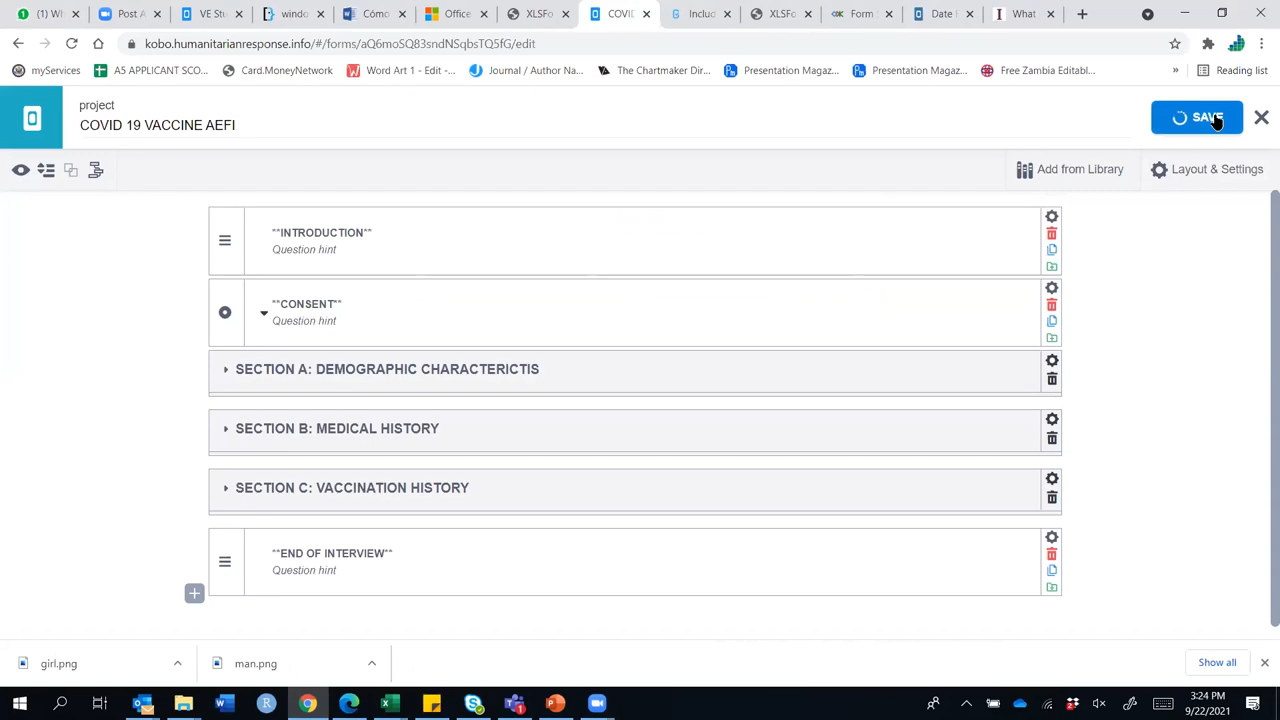 (1) W
Post A
VE Stu
windo
Cómo
Office
XLSFo
COVID
Includ
XLSFo
Form
Date F
What
kobo.humanitarianresponse.info/#/forms/aQ6moSQ83sndNSqbsTQ5fG/edit
myServices
A5 APPLICANT SCO...
Card.MoneyNetwork
Word Art 1 - Edit -...
Journal / Author Na...
The Chartmaker Dir...
Presentation Magaz...
Presentation Magaz...
Free Zambia Editabl...
»
Reading list
project
COVID 19 VACCINE AEFI
SAVE
Add from Library
Layout & Settings
**INTRODUCTION**
Question hint
**CONSENT**
Question hint
SECTION A: DEMOGRAPHIC CHARACTERICTIS
SECTION B: MEDICAL HISTORY
SECTION C: VACCINATION HISTORY
**END OF INTERVIEW**
Question hint
girl.png
man.png
Show all
3:24 PM
9/22/2021